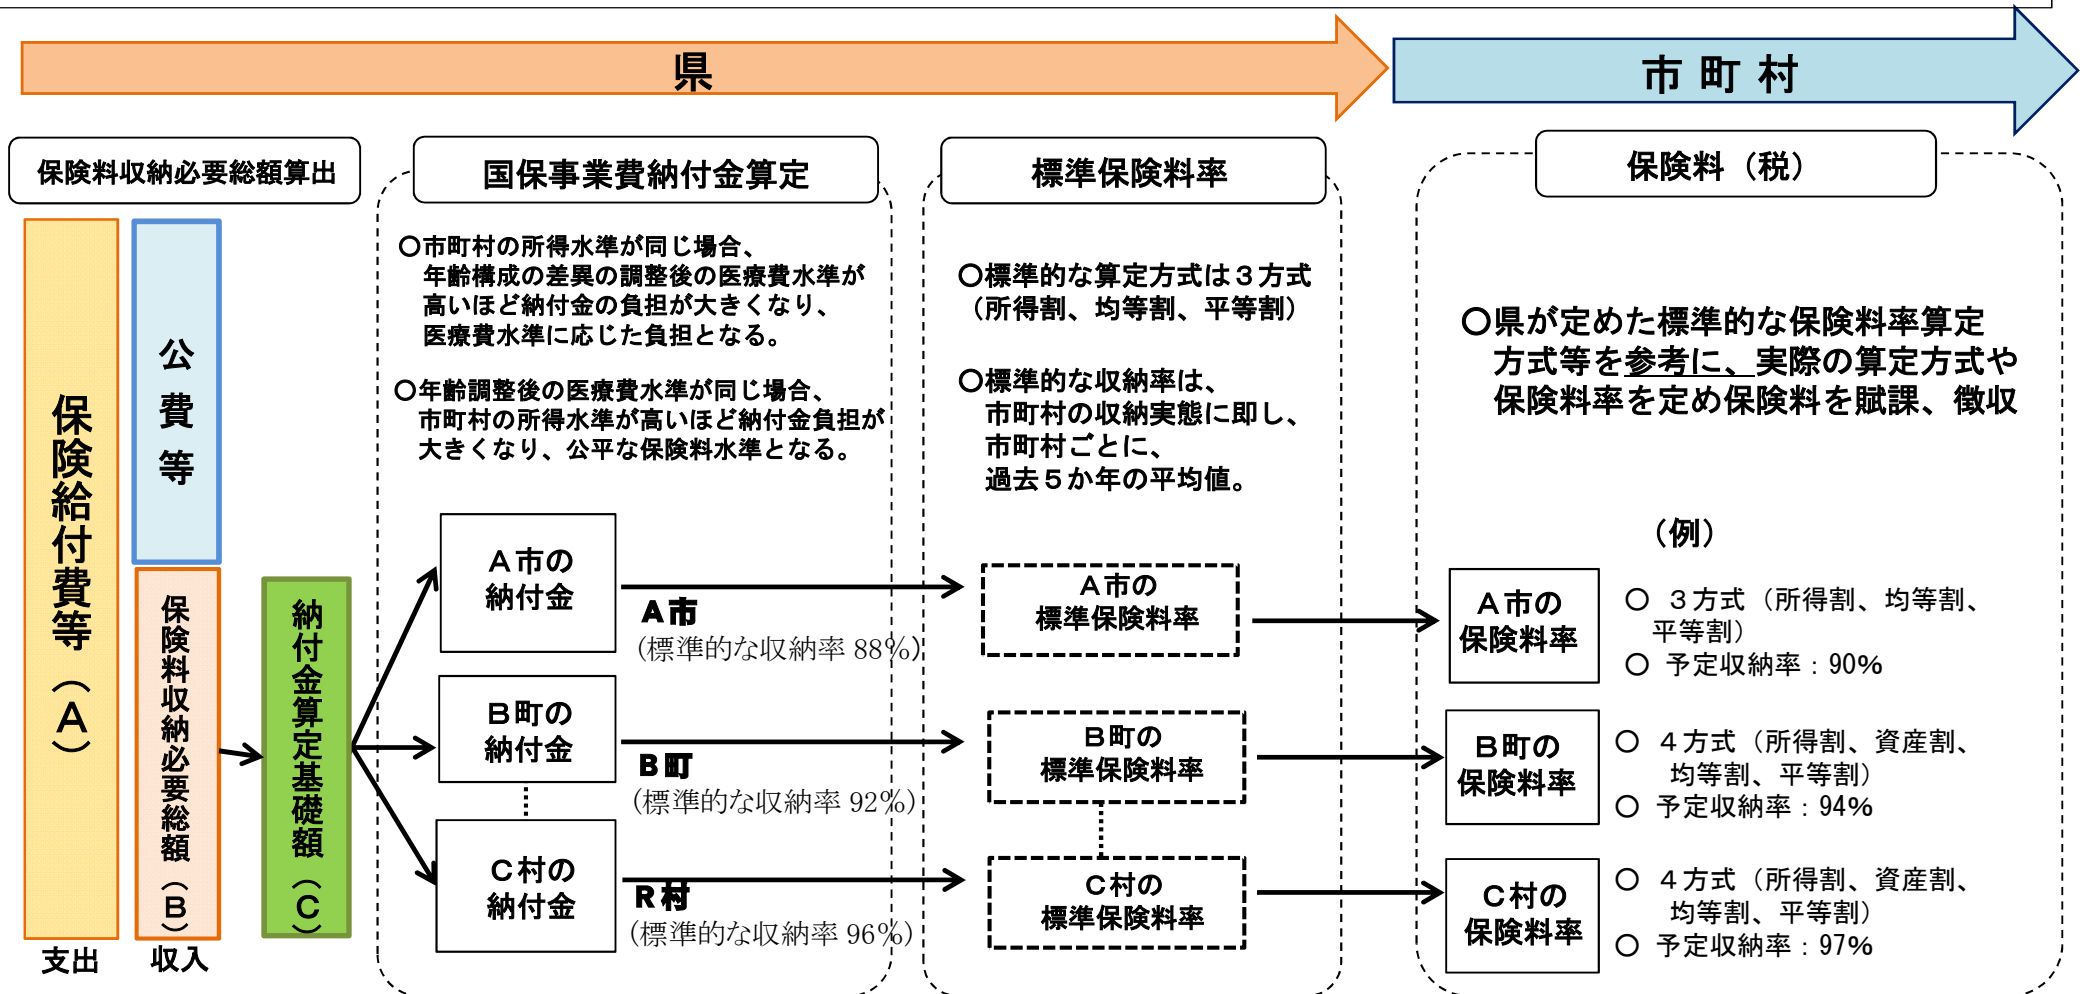 県
市町村
保険料収納必要総額算出
国保事業費納付金算定
標準保険料率
保険料（税）
保険給付費等（A）
支出
公費等
保険料収納必要総額（B）
収入
納付金算定基礎額（C）
○市町村の所得水準が同じ場合、
年齢構成の差異の調整後の医療費水準が
高いほど納付金の負担が大きくなり、
医療費水準に応じた負担となる。
○年齢調整後の医療費水準が同じ場合、
市町村の所得水準が高いほど納付金負担が
大きくなり、公平な保険料水準となる。
A市の
納付金
B町の
納付金
C村の
納付金
A市
(標準的な収納率 88%)
B町
(標準的な収納率 92%)
R村
(標準的な収納率 96%)
○標準的な算定方式は３方式
（所得割、均等割、平等割）
○標準的な収納率は、
市町村の収納実態に即し、
市町村ごとに、
過去５か年の平均値。
A市の
標準保険料率
B町の
標準保険料率
C村の
標準保険料率
○県が定めた標準的な保険料率算定
方式等を参考に、実際の算定方式や
保険料率を定め保険料を賦課、徴収
（例）
A市の
保険料率
○ ３方式（所得割、均等割、
平等割）
○ 予定収納率：90%
B町の
保険料率
○ ４方式（所得割、資産割、
均等割、平等割）
○ 予定収納率：94%
C村の
保険料率
○ ４方式（所得割、資産割、
均等割、平等割）
○ 予定収納率：97%